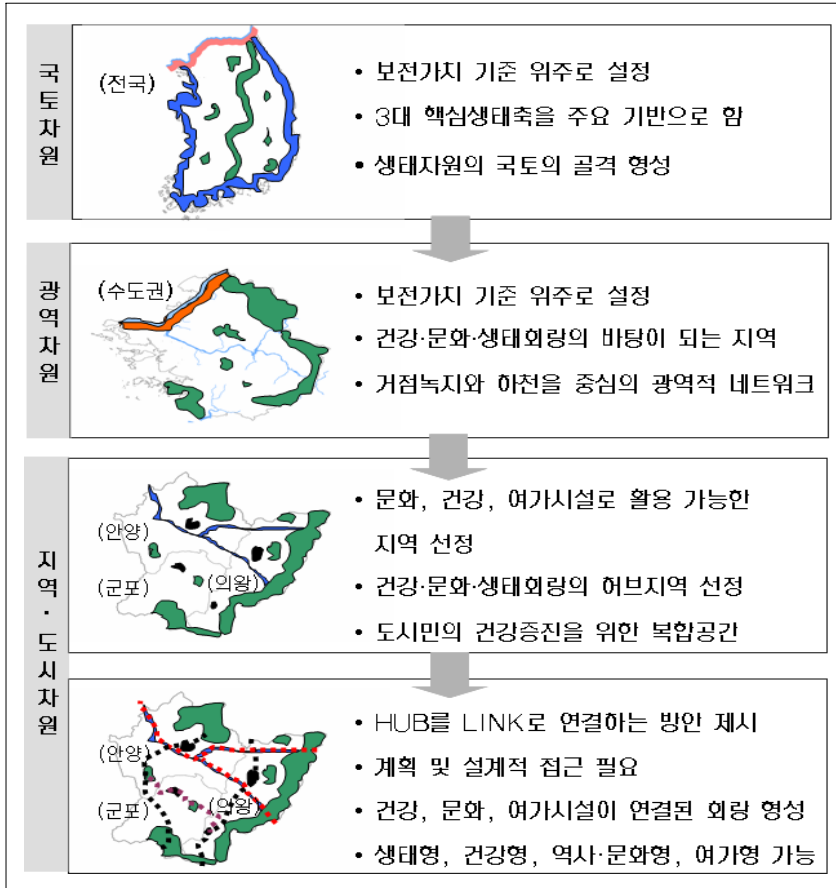 국토차원
(전국)
• 보전가치 기준 위주로 설정
• 3대 핵심생태축을 주요 기반으로 함
• 생태자원의 국토의 골격 형성
광역차원
(수도권)
• 보전가치 기준 위주로 설정
• 건강·문화·생태회랑의 바탕이 되는 지역
• 거점녹지와 하천을 중심의 광역적 네트워크
지역·도시차원
(안양)
(군포)
(의왕)
• 문화, 건강, 여가시설로 활용 가능한
지역 선정
• 건강·문화·생태회랑의 허브지역 선정
• 도시민의 건강증진을 위한 복합공간
(안양)
(군포)
(의왕)
• HUB를 LINK로 연결하는 방안 제시
• 계획 및 설계적 접근 필요
• 건강, 문화, 여가시설이 연결된 회랑 형성
• 생태형, 건강형, 역사·문화형, 여가형 가능